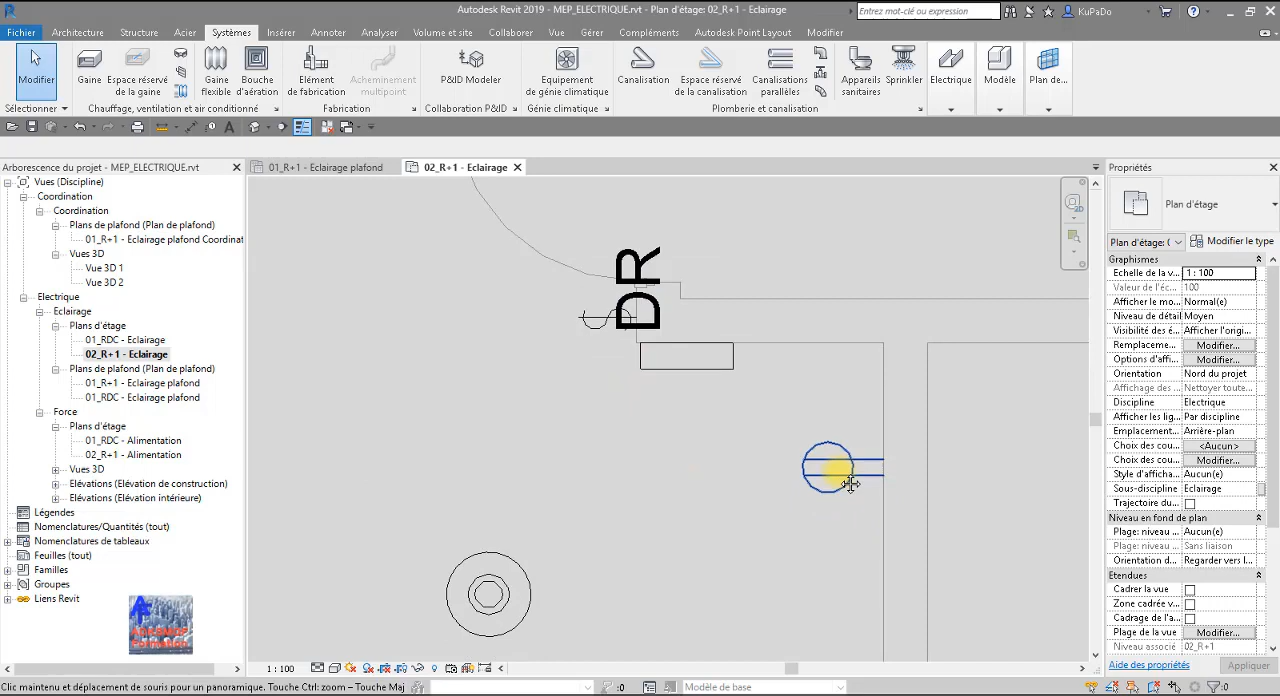 Autodesk Revit 2019 - MEP_ELECTRIQUE.rvt - Plan d'étage: 02_R+1 - Eclairage
Entrez mot-clé ou expression
KuPaDo
Fichier Architecture Structure Acier Systèmes Insérer Annoter Analyser Volume et site Collaborer Vue Gérer Compléments Autodesk Point Layout Modifier
Modifier
Gaine
Espace réservé de la gaine
Gaine flexible
Bouche d'aération
Elément de fabrication
Acheminement multipoint
P&ID Modeler
Equipement de génie climatique
Canalisation
Espace réservé de la canalisation
Canalisations parallèles
Appareils sanitaires
Sprinkler
Electrique
Modèle
Plan de...
Sélectionner
Chauffage, ventilation et air conditionné
Fabrication
Collaboration P&ID
Génie climatique
Plomberie et canalisation
Arborescence du projet - MEP_ELECTRIQUE.rvt
01_R+1 - Eclairage plafond
02_R+1 - Eclairage
Vues (Discipline)
Coordination
Coordination
Plans de plafond (Plan de plafond)
01_R+1 - Eclairage plafond Coordinat
Vues 3D
Vue 3D 1
Vue 3D 2
Electrique
Eclairage
Plans d'étage
01_RDC - Eclairage
02_R+1 - Eclairage
Plans de plafond (Plan de plafond)
01_R+1 - Eclairage plafond
01_RDC - Eclairage plafond
Force
Plans d'étage
01_RDC - Alimentation
02_R+1 - Alimentation
Vues 3D
Elévations (Elévation de construction)
Elévations (Elévation intérieure)
Légendes
Nomenclatures/Quantités (tout)
Nomenclatures de tableaux
Feuilles (tout)
Familles
Groupes
Liens Revit
Formation
DR
Propriétés
Plan d'étage
Plan d'étage: (
Modifier le type
Graphismes
Echelle de la v... 1 : 100
Valeur de l'éc... 100
Afficher le mo... Normal(e)
Niveau de détail Moyen
Visibilité des é... Afficher l'origi...
Remplaceme... Modifier...
Options d'affi... Modifier...
Orientation Nord du projet
Affichage des ... Nettoyer toute...
Discipline Electrique
Afficher les lig... Par discipline
Emplacement... Arrière-plan
Choix des cou... <Aucun>
Choix des cou... Modifier...
Style d'afficha... Aucun(e)
Sous-discipline Eclairage
Trajectoire du...
Niveau en fond de plan
Plage: niveau ... Aucun(e)
Plage: niveau ... Sans liaison
Orientation d... Regarder vers l...
Etendues
Cadrer la vue
Zone cadrée v...
Cadrage de l'a...
Plage de la vue Modifier...
Niveau associé 02_R+1
Aide des propriétés
Appliquer
1 : 100
Clic maintenu et déplacement de souris pour un panoramique. Touche Ctrl: zoom – Touche Maj
:0
Modèle de base
:0